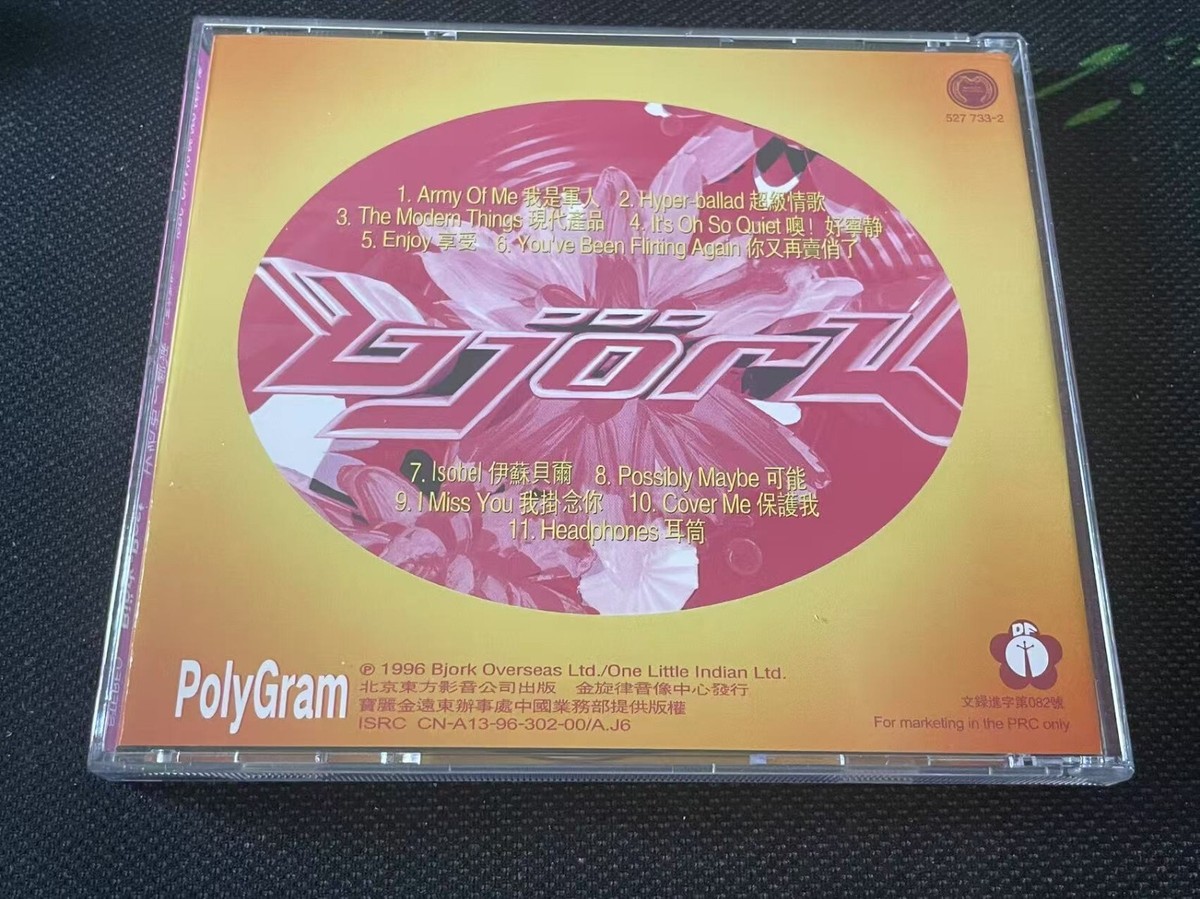 527 733-2
1. Army Of Me 我是軍人 2. Hyper-ballad 超級情歌
3. The Modern Things 現代產品 4. It's Oh So Quiet 噢！好寧静
5. Enjoy 享受 6. You've Been Flirting Again 你又再賣俏了
björk
7. Isobel 伊蘇貝爾 8. Possibly Maybe 可能
9. I Miss You 我掛念你 10. Cover Me 保護我
11. Headphones 耳筒
PolyGram
℗ 1996 Bjork Overseas Ltd./One Little Indian Ltd.
北京東方影音公司出版 金旋律音像中心發行
寶麗金遠東辦事處中國業務部提供版權
ISRC CN-A13-96-302-00/A.J6
DF
文録進字第082號
For marketing in the PRC only